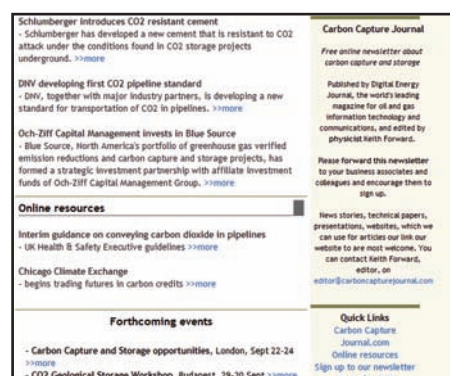 Schlumberger introduces CO2 resistant cement
- Schlumberger has developed a new cement that is resistant to CO2
attack under the conditions found in CO2 storage projects
underground. >>more
DNV developing first CO2 pipeline standard
- DNV, together with major industry partners, is developing a new
standard for transportation of CO2 in pipelines. >>more
Och-Ziff Capital Management invests in Blue Source
- Blue Source, North America's portfolio of greenhouse gas verified
emission reductions and carbon capture and storage projects, has
formed a strategic investment partnership with affiliate investment
funds of Och-Ziff Capital Management Group. >>more
Online resources
Interim guidance on conveying carbon dioxide in pipelines
- UK Health & Safety Executive guidelines >>more
Chicago Climate Exchange
- begins trading futures in carbon credits >>more
Forthcoming events
- Carbon Capture and Storage opportunities, London, Sept 22-24
>>more
- CO2 Geological Storage Workshop, Budapest, 29-30 Sept >>more
Carbon Capture Journal
Free online newsletter about
carbon capture and storage
Published by Digital Energy
Journal, the world's leading
magazine for oil and gas
information technology and
communications, and edited by
physicist Keith Forward.
Please forward this newsletter
to your business associates and
colleagues and encourage them to
sign up.
News stories, technical papers,
presentations, websites, which we
can use for articles our link our
website to are most welcome. You
can contact Keith Forward,
editor, on
editor@carboncapturejournal.com
Quick Links
Carbon Capture
Journal.com
Online resources
Sign up to our newsletter